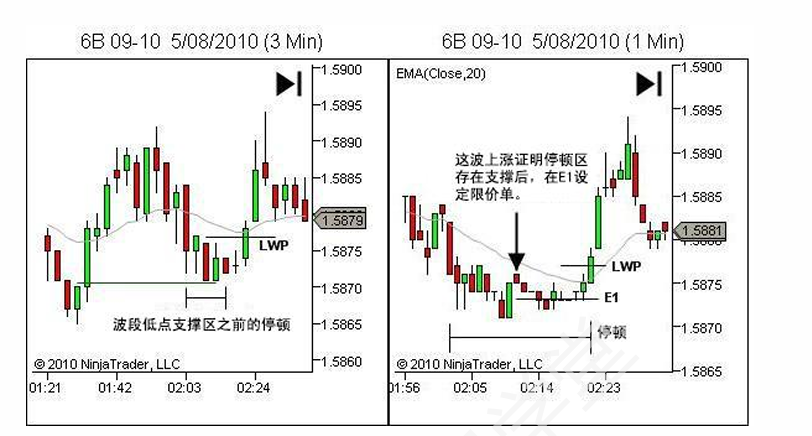 6B 09-10 5/08/2010 (3 Min)
1.5900
1.5895
1.5890
1.5885
1.5879
1.5875
1.5870
1.5865
1.5860
LWP
波段低点支撑区之前的停顿
© 2010 NinjaTrader, LLC
01:21 01:42 02:03 02:24
6B 09-10 5/08/2010 (1 Min)
EMA(Close,20)
1.5900
1.5895
1.5890
1.5885
1.5881
1.5875
1.5870
1.5865
这波上涨证明停顿区
存在支撑后，在E1设
定限价单。
LWP
E1
停顿
© 2010 NinjaTrader, LLC
01:56 02:05 02:14 02:23